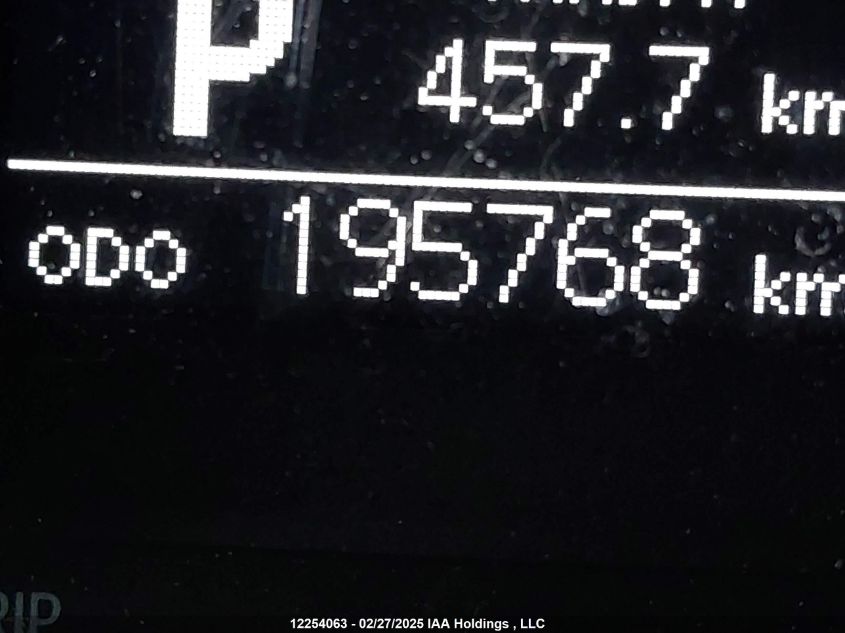 P
457.7 km
ODO 195768 km
12254063 - 02/27/2025 IAA Holdings , LLC